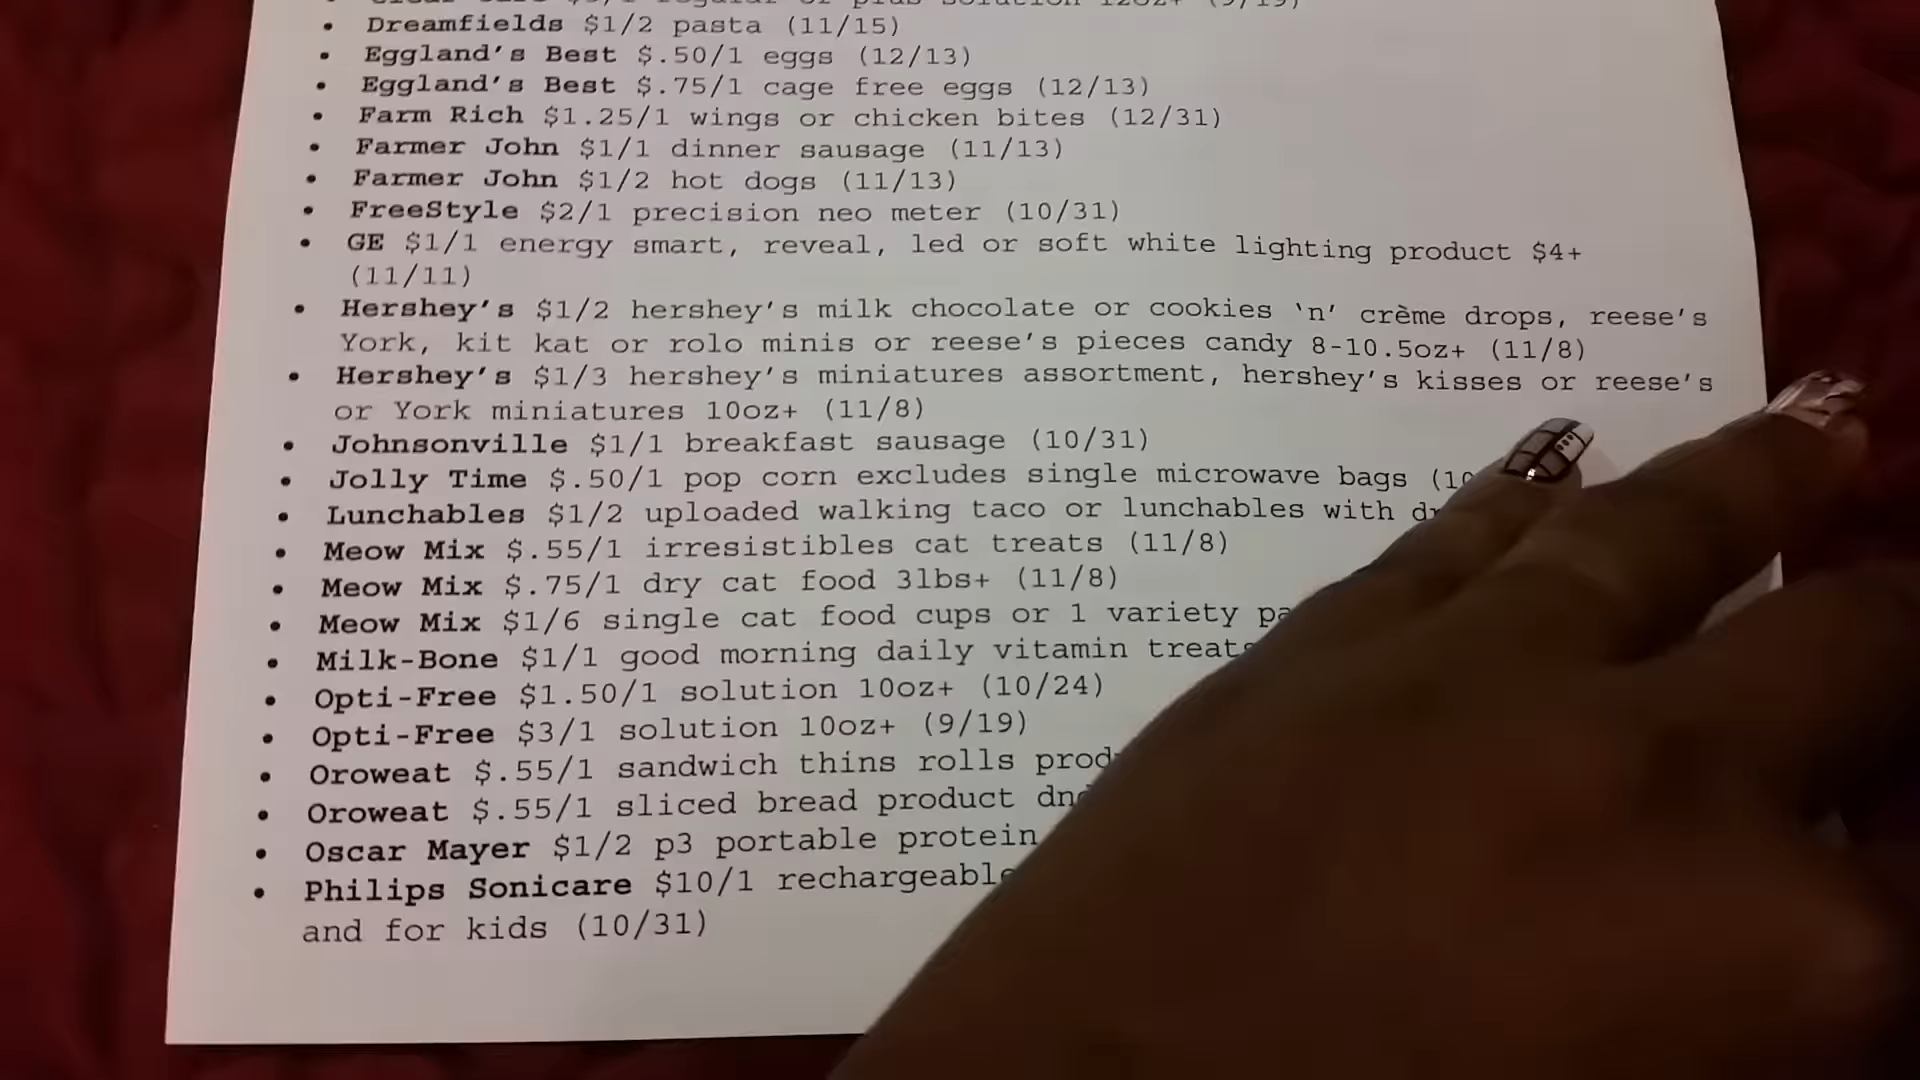 Dreamfields $1/2 pasta (11/15)
Eggland's Best $.50/1 eggs (12/13)
Eggland's Best $.75/1 cage free eggs (12/13)
Farm Rich $1.25/1 wings or chicken bites (12/31)
Farmer John $1/1 dinner sausage (11/13)
Farmer John $1/2 hot dogs (11/13)
FreeStyle $2/1 precision neo meter (10/31)
GE $1/1 energy smart, reveal, led or soft white lighting product $4+
(11/11)
Hershey's $1/2 hershey's milk chocolate or cookies 'n' crème drops, reese's
York, kit kat or rolo minis or reese's pieces candy 8-10.5oz+ (11/8)
Hershey's $1/3 hershey's miniatures assortment, hershey's kisses or reese's
or York miniatures 10oz+ (11/8)
Johnsonville $1/1 breakfast sausage (10/31)
Jolly Time $.50/1 pop corn excludes single microwave bags
Lunchables $1/2 uploaded walking taco or lunchables with
Meow Mix $.55/1 irresistibles cat treats (11/8)
Meow Mix $.75/1 dry cat food 3lbs+ (11/8)
Meow Mix $1/6 single cat food cups or 1 variety
Milk-Bone $1/1 good morning daily vitamin treats
Opti-Free $1.50/1 solution 10oz+ (10/24)
Opti-Free $3/1 solution 10oz+ (9/19)
Oroweat $.55/1 sandwich thins rolls
Oroweat $.55/1 sliced bread product
Oscar Mayer $1/2 p3 portable protein
Philips Sonicare $10/1 rechargeable
and for kids (10/31)